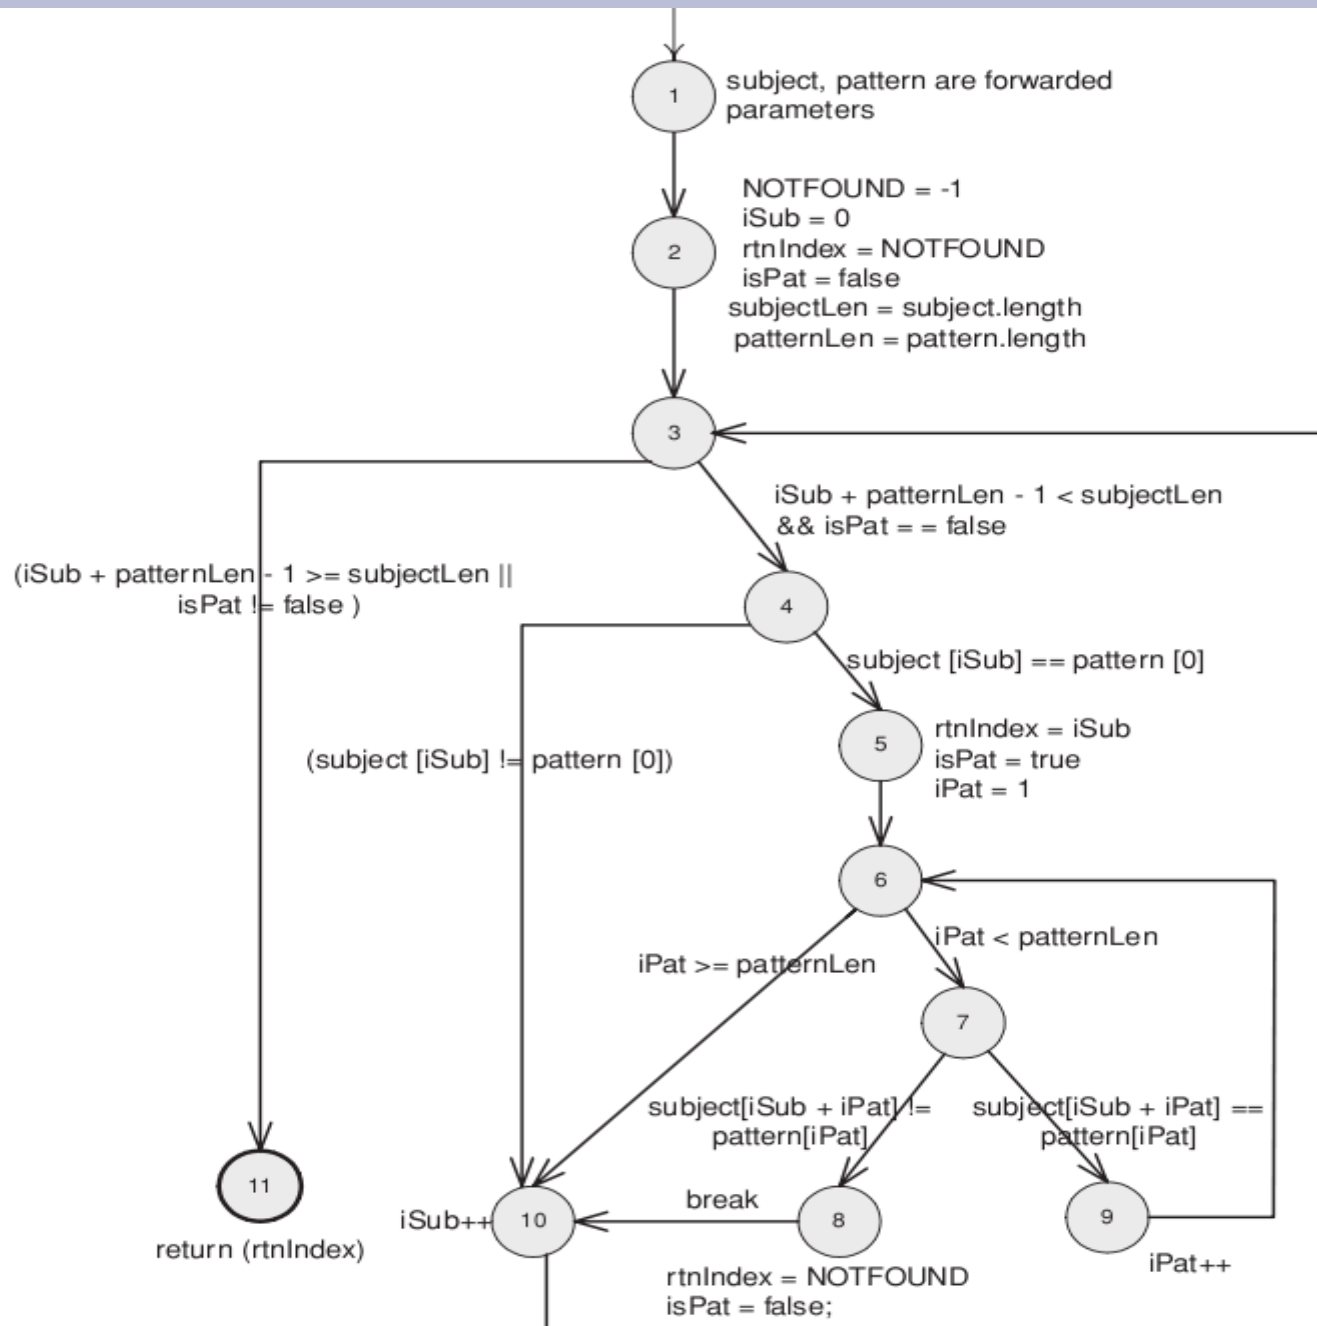 1
subject, pattern are forwarded
parameters
NOTFOUND = -1
iSub = 0
2
rtnIndex = NOTFOUND
isPat = false
subjectLen = subject.length
patternLen = pattern.length
3
iSub + patternLen - 1 < subjectLen
&& isPat = = false
(iSub + patternLen - 1 >= subjectLen ||
isPat != false )
4
subject [iSub] == pattern [0]
(subject [iSub] != pattern [0])
5
rtnIndex = iSub
isPat = true
iPat = 1
6
iPat < patternLen
iPat >= patternLen
7
subject[iSub + iPat] !=
pattern[iPat]
subject[iSub + iPat] ==
pattern[iPat]
11
return (rtnIndex)
iSub++
10
break
8
9
rtnIndex = NOTFOUND
isPat = false;
iPat++